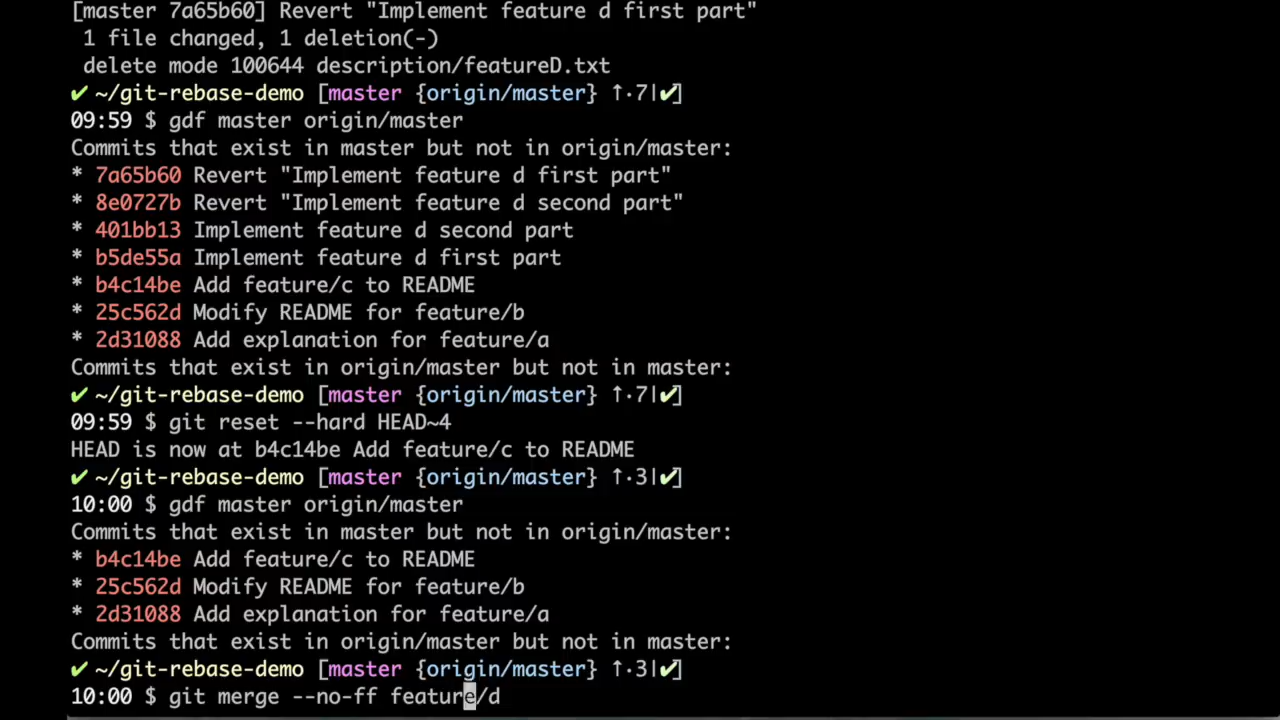 [master 7a65b60] Revert "Implement feature d first part"
 1 file changed, 1 deletion(-)
 delete mode 100644 description/featureD.txt
✔ ~/git-rebase-demo [master {origin/master} ↑·7|✔]
09:59 $ gdf master origin/master
Commits that exist in master but not in origin/master:
* 7a65b60 Revert "Implement feature d first part"
* 8e0727b Revert "Implement feature d second part"
* 401bb13 Implement feature d second part
* b5de55a Implement feature d first part
* b4c14be Add feature/c to README
* 25c562d Modify README for feature/b
* 2d31088 Add explanation for feature/a
Commits that exist in origin/master but not in master:
✔ ~/git-rebase-demo [master {origin/master} ↑·7|✔]
09:59 $ git reset --hard HEAD~4
HEAD is now at b4c14be Add feature/c to README
✔ ~/git-rebase-demo [master {origin/master} ↑·3|✔]
10:00 $ gdf master origin/master
Commits that exist in master but not in origin/master:
* b4c14be Add feature/c to README
* 25c562d Modify README for feature/b
* 2d31088 Add explanation for feature/a
Commits that exist in origin/master but not in master:
✔ ~/git-rebase-demo [master {origin/master} ↑·3|✔]
10:00 $ git merge --no-ff feature/d